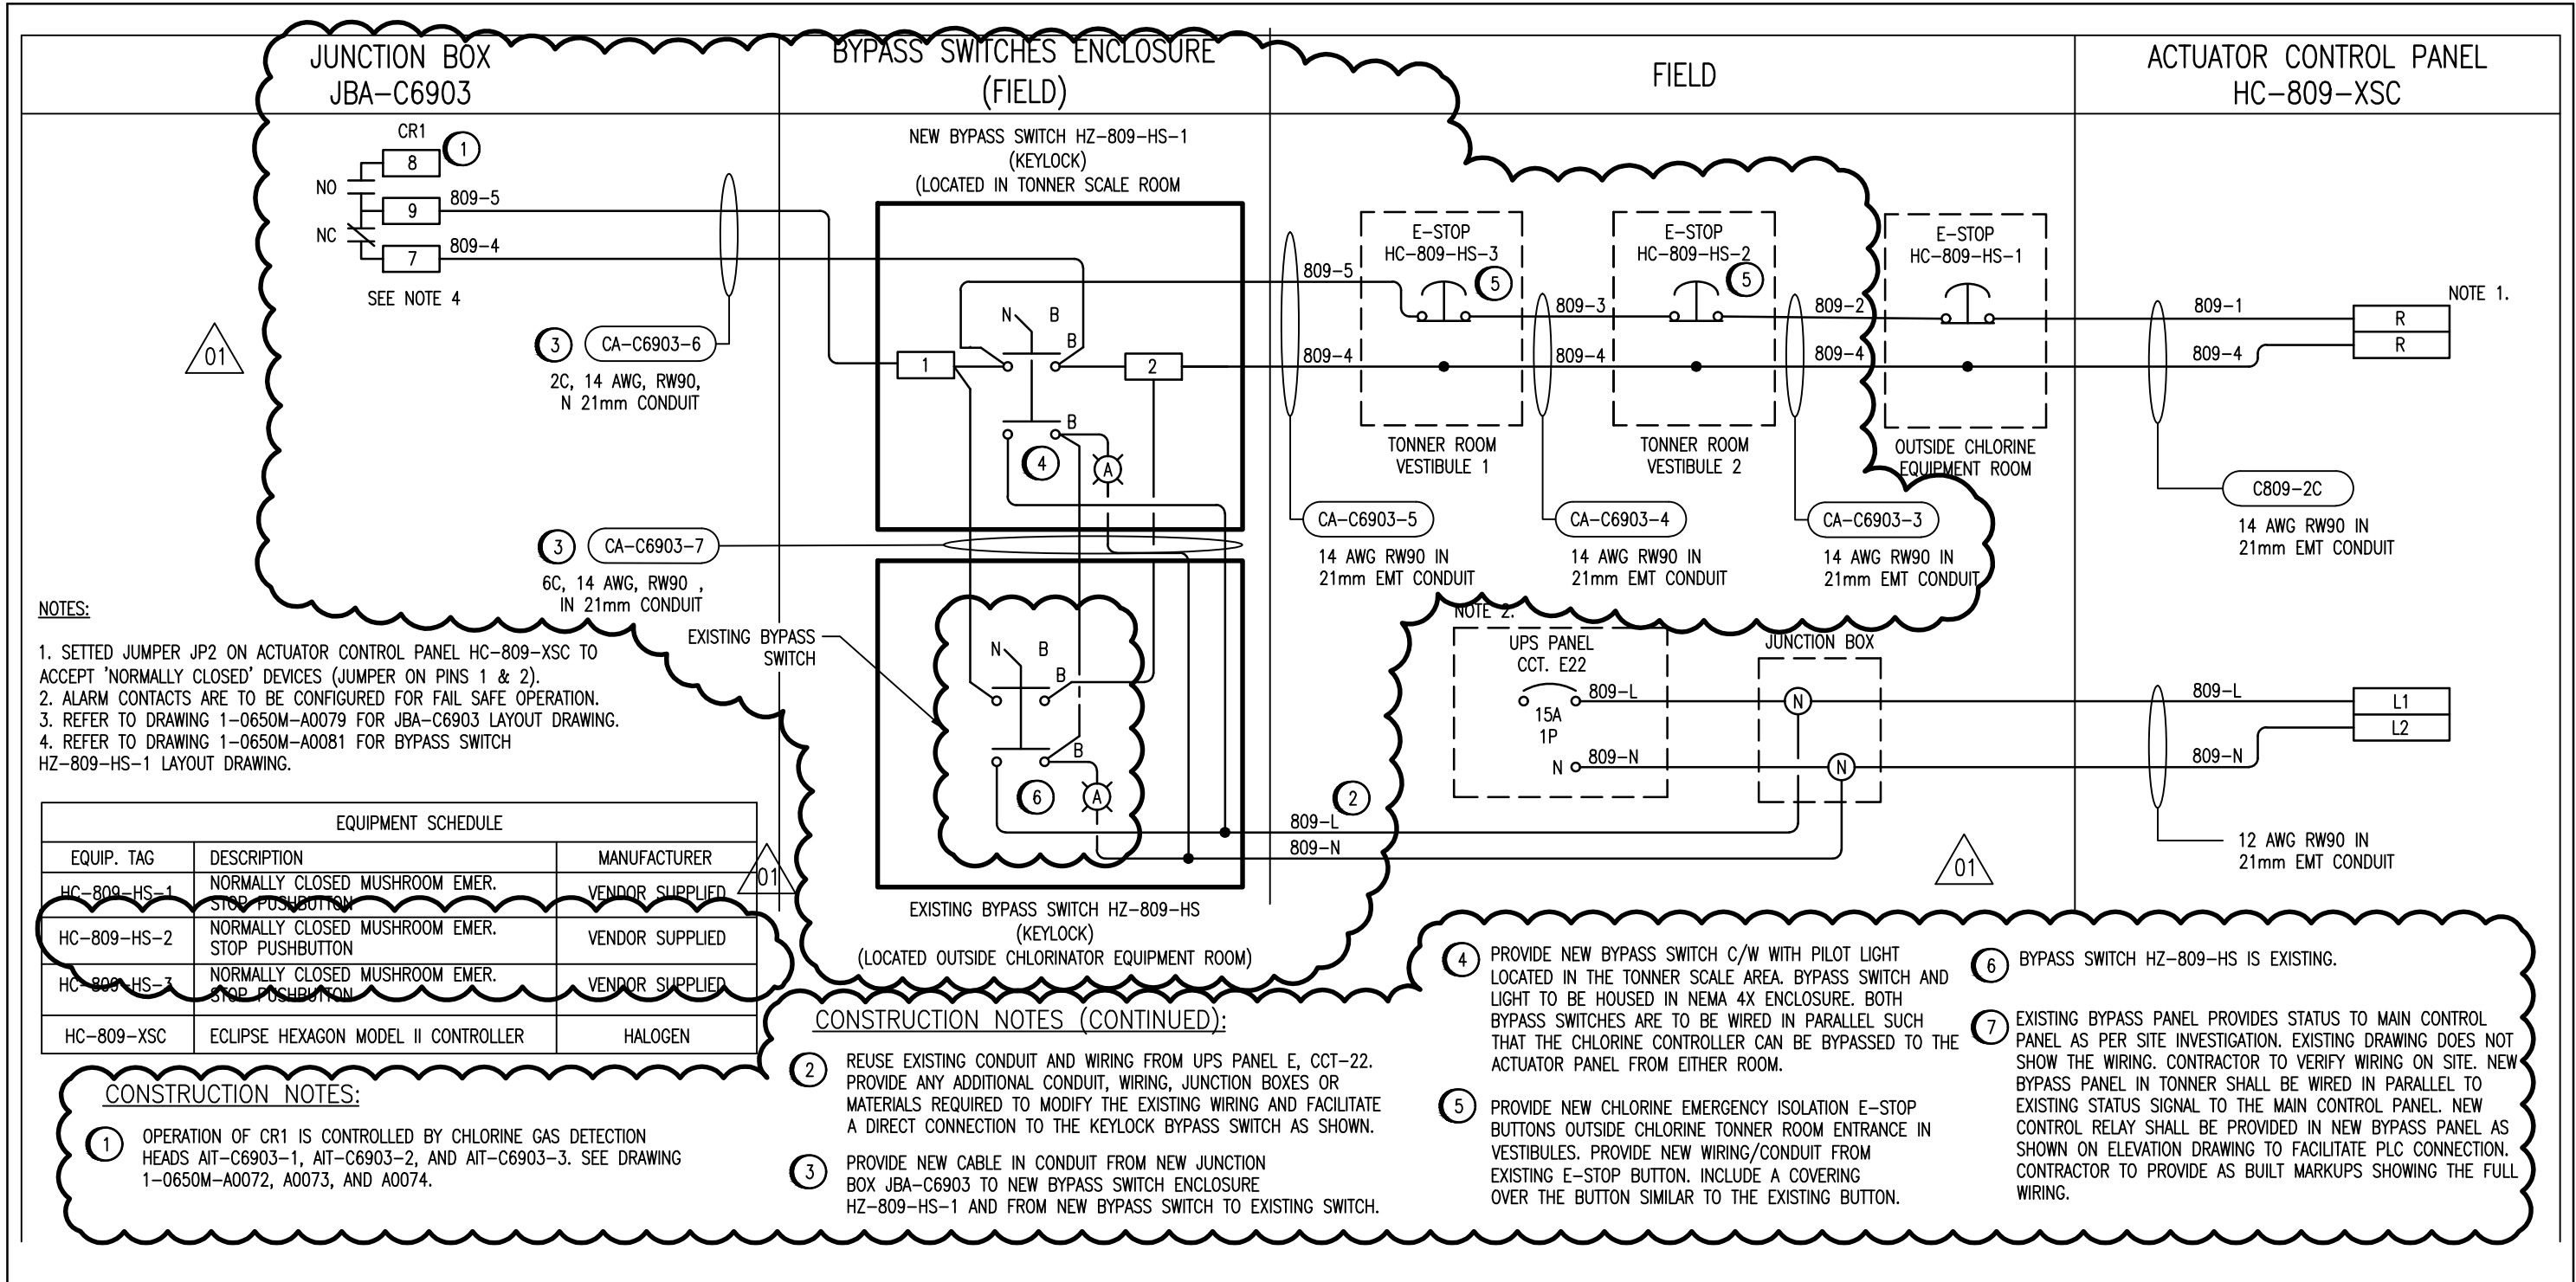 JUNCTION BOX
JBA-C6903
BYPASS SWITCHES ENCLOSURE
(FIELD)
FIELD
ACTUATOR CONTROL PANEL
HC-809-XSC
CR1
8
1
NO
9
809-5
NC
7
809-4
SEE NOTE 4
01
3
CA-C6903-6
2C, 14 AWG, RW90,
N 21mm CONDUIT
3
CA-C6903-7
6C, 14 AWG, RW90 ,
IN 21mm CONDUIT
NEW BYPASS SWITCH HZ-809-HS-1
(KEYLOCK)
(LOCATED IN TONNER SCALE ROOM
N
B
B
1
2
B
4
A
EXISTING BYPASS
SWITCH
N
B
B
B
6
A
EXISTING BYPASS SWITCH HZ-809-HS
(KEYLOCK)
(LOCATED OUTSIDE CHLORINATOR EQUIPMENT ROOM)
809-5
809-4
E-STOP
HC-809-HS-3
5
TONNER ROOM
VESTIBULE 1
809-3
809-4
E-STOP
HC-809-HS-2
5
TONNER ROOM
VESTIBULE 2
809-2
809-4
E-STOP
HC-809-HS-1
OUTSIDE CHLORINE
EQUIPMENT ROOM
809-1
809-4
NOTE 1.
R
R
CA-C6903-5
14 AWG RW90 IN
21mm EMT CONDUIT
CA-C6903-4
14 AWG RW90 IN
21mm EMT CONDUIT
CA-C6903-3
14 AWG RW90 IN
21mm EMT CONDUIT
C809-2C
14 AWG RW90 IN
21mm EMT CONDUIT
NOTE 2.
UPS PANEL
CCT. E22
15A
1P
809-L
N
809-N
JUNCTION BOX
N
N
809-L
809-N
L1
L2
2
809-L
809-N
01
12 AWG RW90 IN
21mm EMT CONDUIT
NOTES:
1. SETTED JUMPER JP2 ON ACTUATOR CONTROL PANEL HC-809-XSC TO
ACCEPT 'NORMALLY CLOSED' DEVICES (JUMPER ON PINS 1 & 2).
2. ALARM CONTACTS ARE TO BE CONFIGURED FOR FAIL SAFE OPERATION.
3. REFER TO DRAWING 1-0650M-A0079 FOR JBA-C6903 LAYOUT DRAWING.
4. REFER TO DRAWING 1-0650M-A0081 FOR BYPASS SWITCH
HZ-809-HS-1 LAYOUT DRAWING.
EQUIPMENT SCHEDULE
EQUIP. TAG DESCRIPTION MANUFACTURER
HC-809-HS-1 NORMALLY CLOSED MUSHROOM EMER. VENDOR SUPPLIED
STOP PUSHBUTTON
HC-809-HS-2 NORMALLY CLOSED MUSHROOM EMER. VENDOR SUPPLIED
STOP PUSHBUTTON
HC-809-HS-3 NORMALLY CLOSED MUSHROOM EMER. VENDOR SUPPLIED
STOP PUSHBUTTON
HC-809-XSC ECLIPSE HEXAGON MODEL II CONTROLLER HALOGEN
01
CONSTRUCTION NOTES:
1 OPERATION OF CR1 IS CONTROLLED BY CHLORINE GAS DETECTION
HEADS AIT-C6903-1, AIT-C6903-2, AND AIT-C6903-3. SEE DRAWING
1-0650M-A0072, A0073, AND A0074.
CONSTRUCTION NOTES (CONTINUED):
2 REUSE EXISTING CONDUIT AND WIRING FROM UPS PANEL E, CCT-22.
PROVIDE ANY ADDITIONAL CONDUIT, WIRING, JUNCTION BOXES OR
MATERIALS REQUIRED TO MODIFY THE EXISTING WIRING AND FACILITATE
A DIRECT CONNECTION TO THE KEYLOCK BYPASS SWITCH AS SHOWN.
3 PROVIDE NEW CABLE IN CONDUIT FROM NEW JUNCTION
BOX JBA-C6903 TO NEW BYPASS SWITCH ENCLOSURE
HZ-809-HS-1 AND FROM NEW BYPASS SWITCH TO EXISTING SWITCH.
4 PROVIDE NEW BYPASS SWITCH C/W WITH PILOT LIGHT
LOCATED IN THE TONNER SCALE AREA. BYPASS SWITCH AND
LIGHT TO BE HOUSED IN NEMA 4X ENCLOSURE. BOTH
BYPASS SWITCHES ARE TO BE WIRED IN PARALLEL SUCH
THAT THE CHLORINE CONTROLLER CAN BE BYPASSED TO THE
ACTUATOR PANEL FROM EITHER ROOM.
5 PROVIDE NEW CHLORINE EMERGENCY ISOLATION E-STOP
BUTTONS OUTSIDE CHLORINE TONNER ROOM ENTRANCE IN
VESTIBULES. PROVIDE NEW WIRING/CONDUIT FROM
EXISTING E-STOP BUTTON. INCLUDE A COVERING
OVER THE BUTTON SIMILAR TO THE EXISTING BUTTON.
6 BYPASS SWITCH HZ-809-HS IS EXISTING.
7 EXISTING BYPASS PANEL PROVIDES STATUS TO MAIN CONTROL
PANEL AS PER SITE INVESTIGATION. EXISTING DRAWING DOES NOT
SHOW THE WIRING. CONTRACTOR TO VERIFY WIRING ON SITE. NEW
BYPASS PANEL IN TONNER SHALL BE WIRED IN PARALLEL TO
EXISTING STATUS SIGNAL TO THE MAIN CONTROL PANEL. NEW
CONTROL RELAY SHALL BE PROVIDED IN NEW BYPASS PANEL AS
SHOWN ON ELEVATION DRAWING TO FACILITATE PLC CONNECTION.
CONTRACTOR TO PROVIDE AS BUILT MARKUPS SHOWING THE FULL
WIRING.